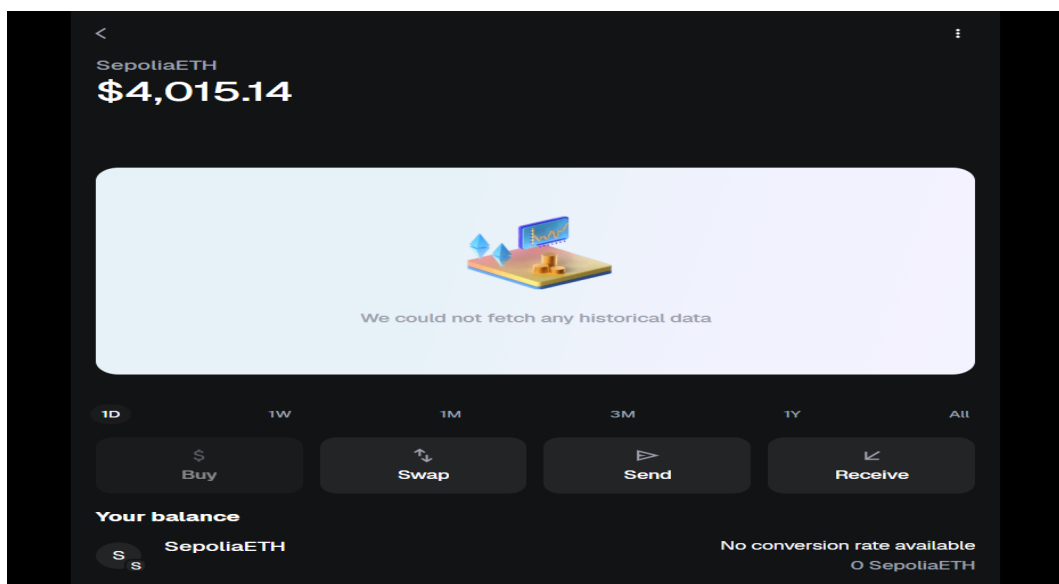 SepoliaETH
$4,015.14
We could not fetch any historical data
1D 1W 1M 3M 1Y All
$
Buy Swap Send Receive
Your balance
S S SepoliaETH No conversion rate available
0 SepoliaETH